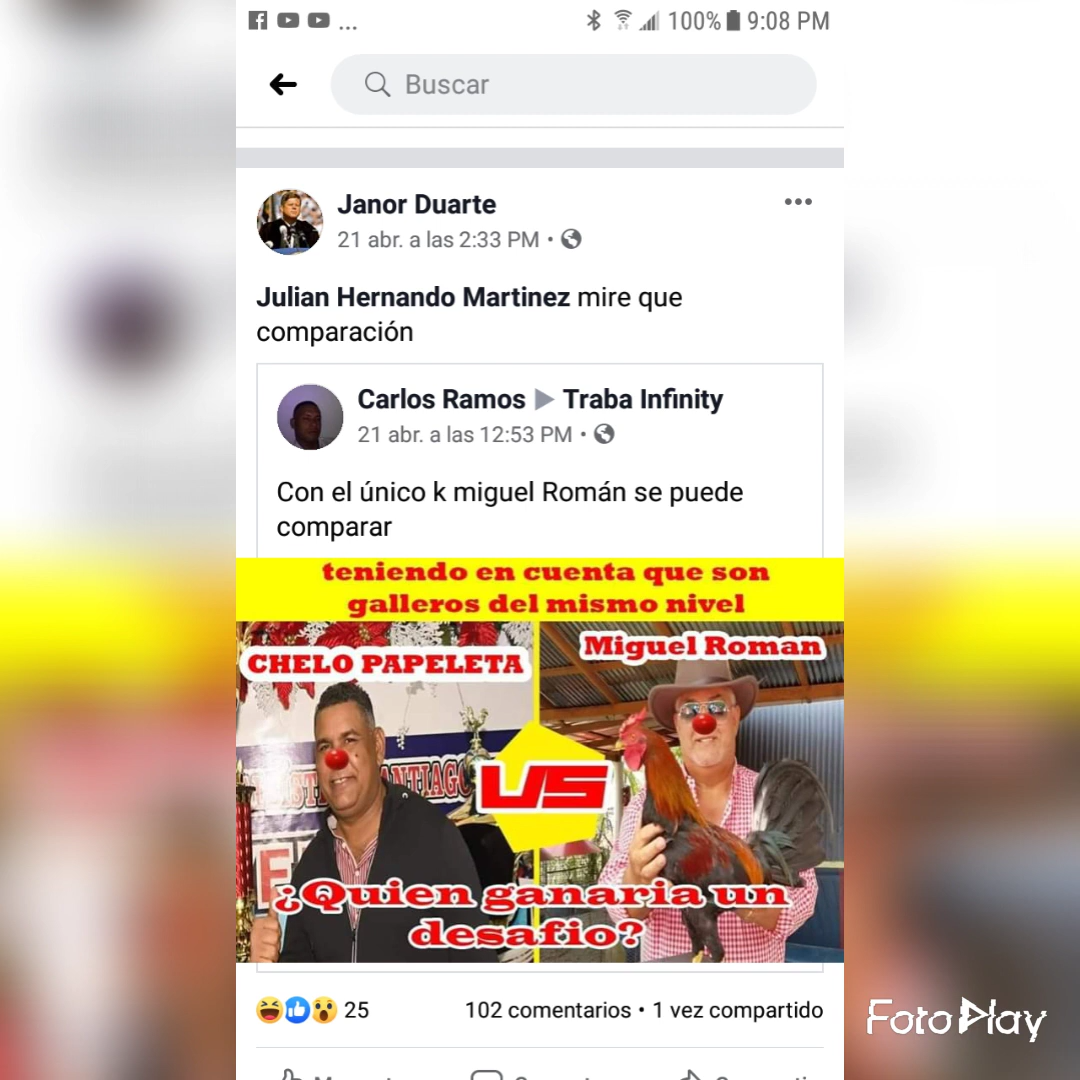 ... 100% 9:08 PM
Buscar
Janor Duarte
21 abr. a las 2:33 PM •
Julian Hernando Martinez mire que
comparación
Carlos Ramos ▶ Traba Infinity
21 abr. a las 12:53 PM •
Con el único k miguel Román se puede
comparar
teniendo en cuenta que son
galleros del mismo nivel
CHELO PAPELETA
Miguel Roman
VS
¿Quien ganaria un
desafio?
25
102 comentarios • 1 vez compartido
FotoPlay